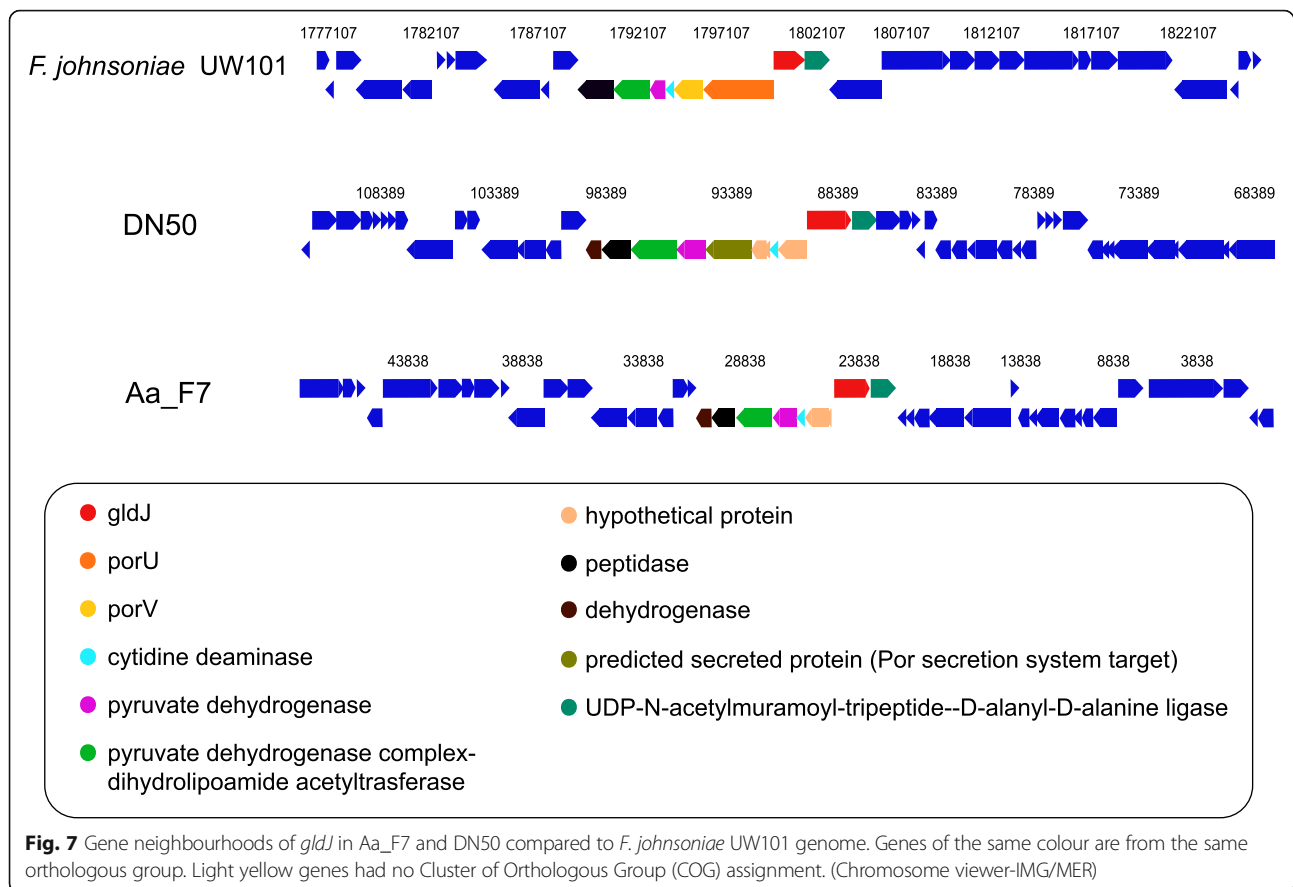 1777107 1782107 1787107 1792107 1797107 1802107 1807107 1812107 1817107 1822107
F. johnsoniae UW101
108389 103389 98389 93389 88389 83389 78389 73389 68389
DN50
43838 38838 33838 28838 23838 18838 13838 8838 3838
Aa_F7
gldJ
porU
porV
cytidine deaminase
pyruvate dehydrogenase
pyruvate dehydrogenase complex-
dihydrolipoamide acetyltrasferase
hypothetical protein
peptidase
dehydrogenase
predicted secreted protein (Por secretion system target)
UDP-N-acetylmuramoyl-tripeptide--D-alanyl-D-alanine ligase
Fig. 7 Gene neighbourhoods of gldJ in Aa_F7 and DN50 compared to F. johnsoniae UW101 genome. Genes of the same colour are from the same
orthologous group. Light yellow genes had no Cluster of Orthologous Group (COG) assignment. (Chromosome viewer-IMG/MER)